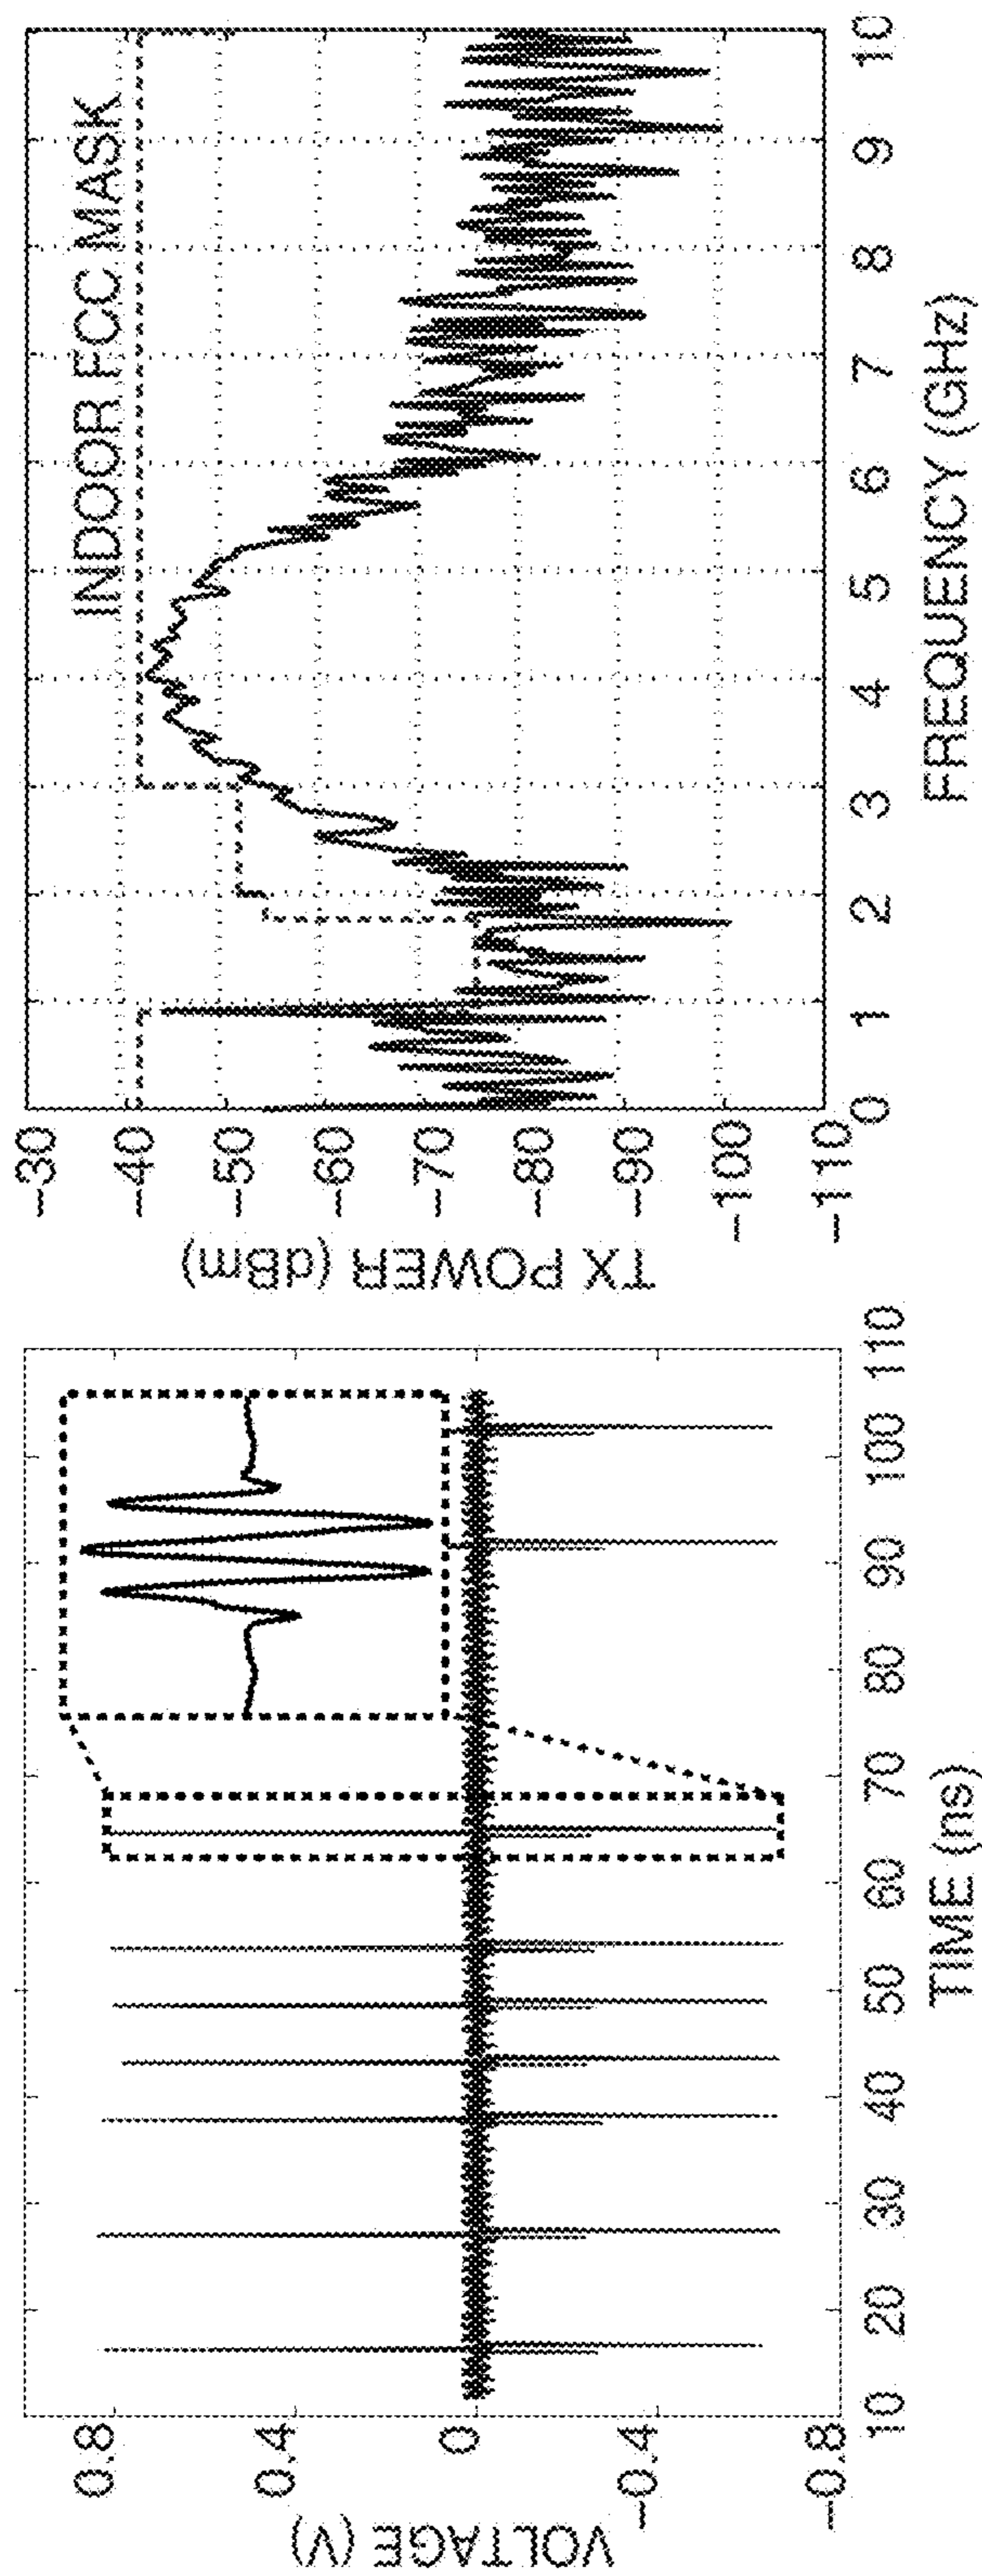 VOLTAGE (V)
0.8
0.4
0
-0.4
-0.8
10 20 30 40 50 60 70 80 90 100 110
TIME (ns)
TX POWER (dBm)
-30
-40
-50
-60
-70
-80
-90
-100
-110
INDOOR FCC MASK
0 1 2 3 4 5 6 7 8 9 10
FREQUENCY (GHz)